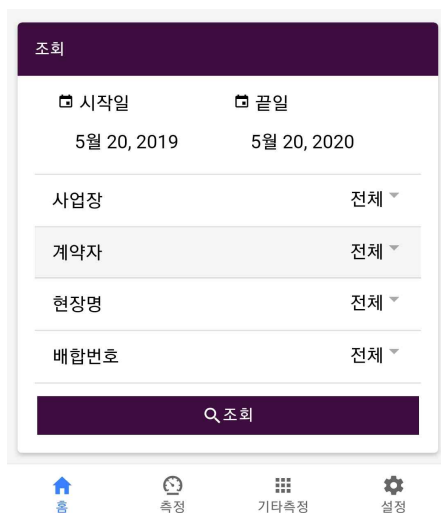 조회
시작일 끝일
5월 20, 2019 5월 20, 2020
사업장 전체
계약자 전체
현장명 전체
배합번호 전체
조회
홈 측정 기타측정 설정